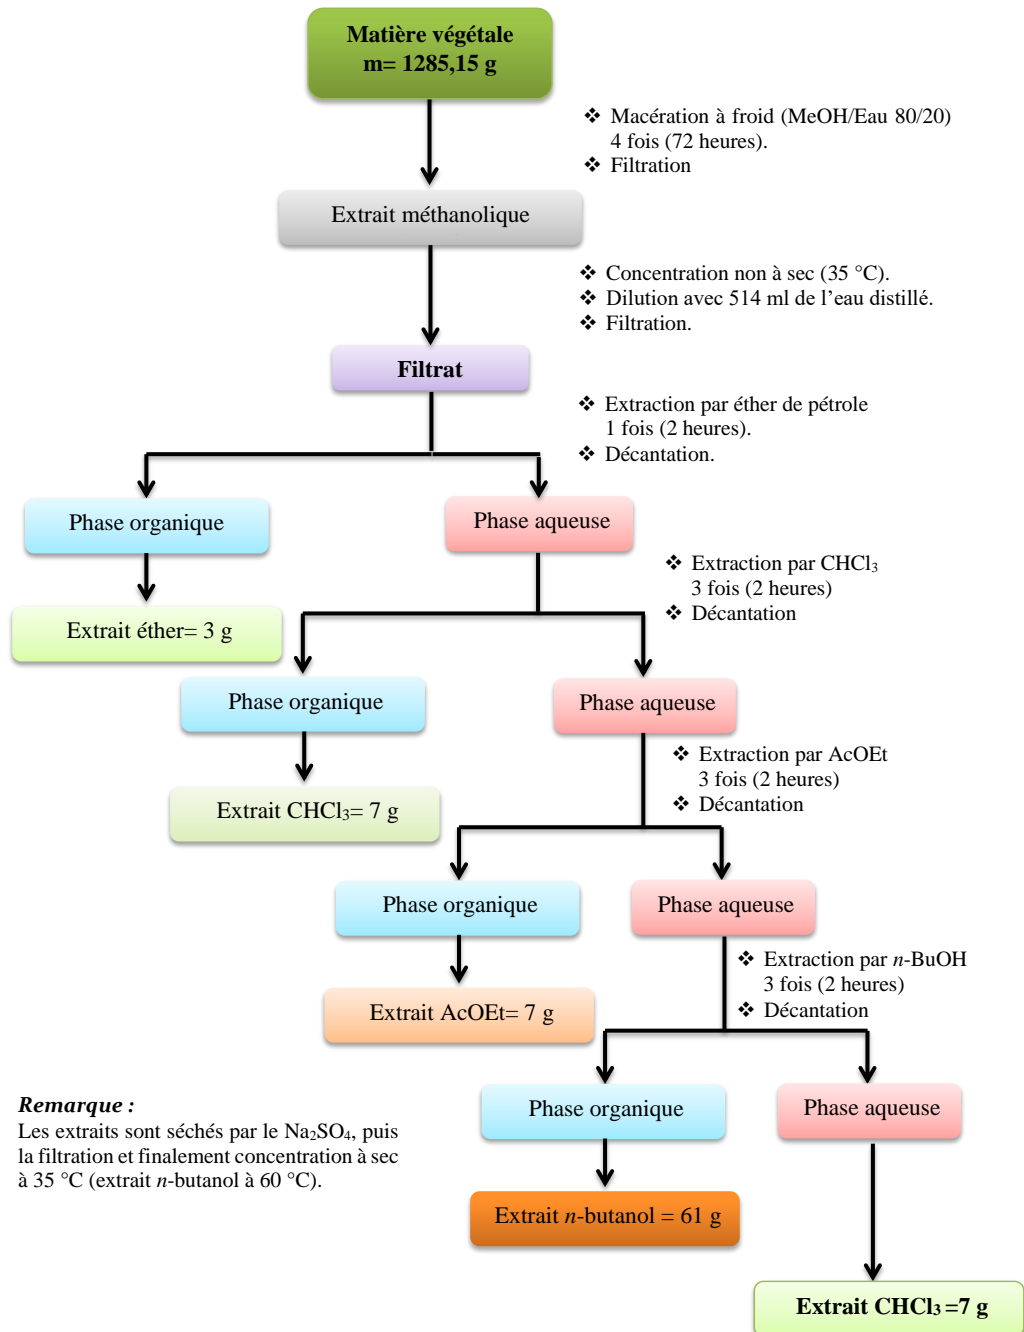 Matière végétale
m= 1285,15 g
❖ Macération à froid (MeOH/Eau 80/20)
4 fois (72 heures).
❖ Filtration
Extrait méthanolique
❖ Concentration non à sec (35 °C).
❖ Dilution avec 514 ml de l’eau distillé.
❖ Filtration.
Filtrat
❖ Extraction par éther de pétrole
1 fois (2 heures).
❖ Décantation.
Phase organique
Phase aqueuse
❖ Extraction par CHCl₃
3 fois (2 heures)
❖ Décantation
Extrait éther= 3 g
Phase organique
Phase aqueuse
❖ Extraction par AcOEt
3 fois (2 heures)
❖ Décantation
Extrait CHCl₃= 7 g
Phase organique
Phase aqueuse
❖ Extraction par n-BuOH
3 fois (2 heures)
❖ Décantation
Extrait AcOEt= 7 g
Phase organique
Phase aqueuse
Remarque :
Les extraits sont séchés par le Na₂SO₄, puis
la filtration et finalement concentration à sec
à 35 °C (extrait n-butanol à 60 °C).
Extrait n-butanol = 61 g
Extrait CHCl₃ =7 g